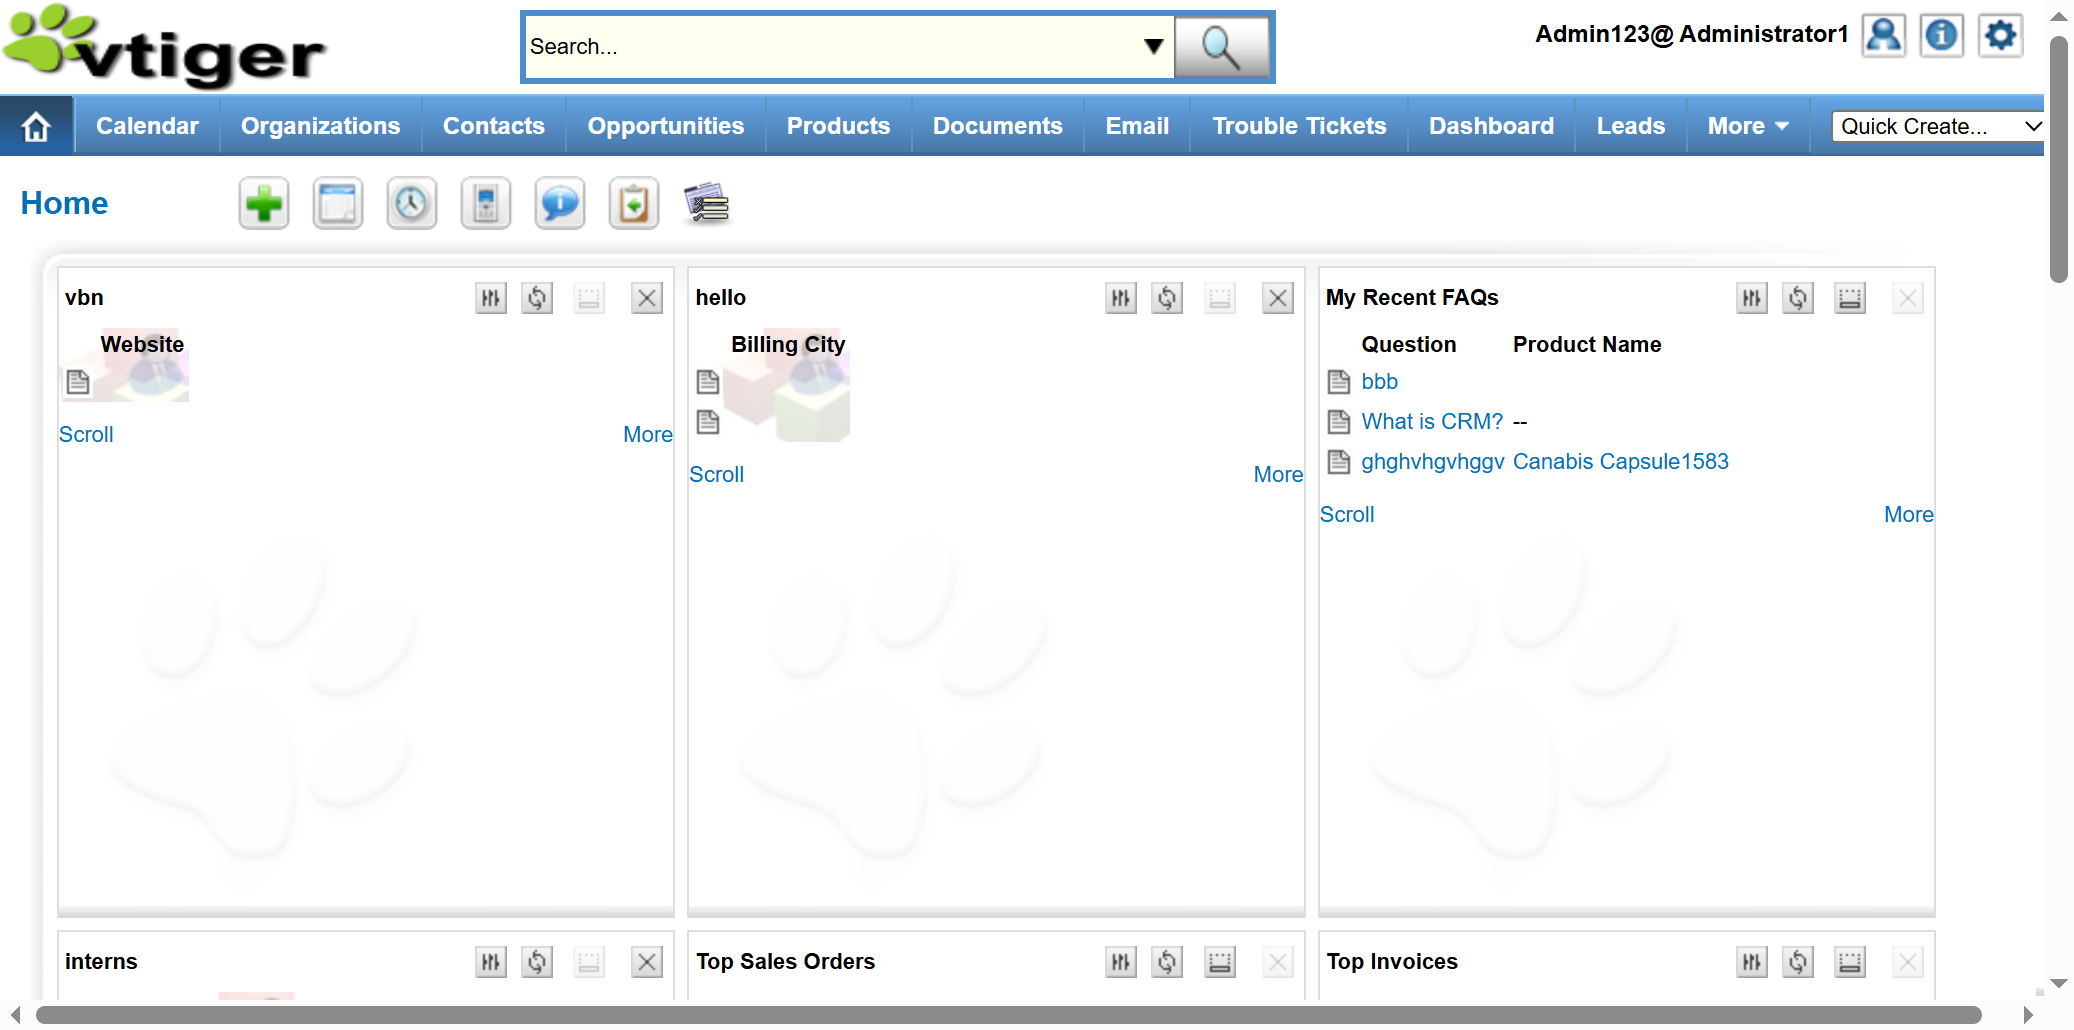 vtiger
Search...
Admin123@ Administrator1
Calendar Organizations Contacts Opportunities Products Documents Email Trouble Tickets Dashboard Leads More Quick Create...
Home
vbn
Website
Scroll More
hello
Billing City
Scroll More
My Recent FAQs
Question Product Name
bbb
What is CRM? --
ghghvhgvhggv Canabis Capsule1583
Scroll More
interns
Top Sales Orders
Top Invoices